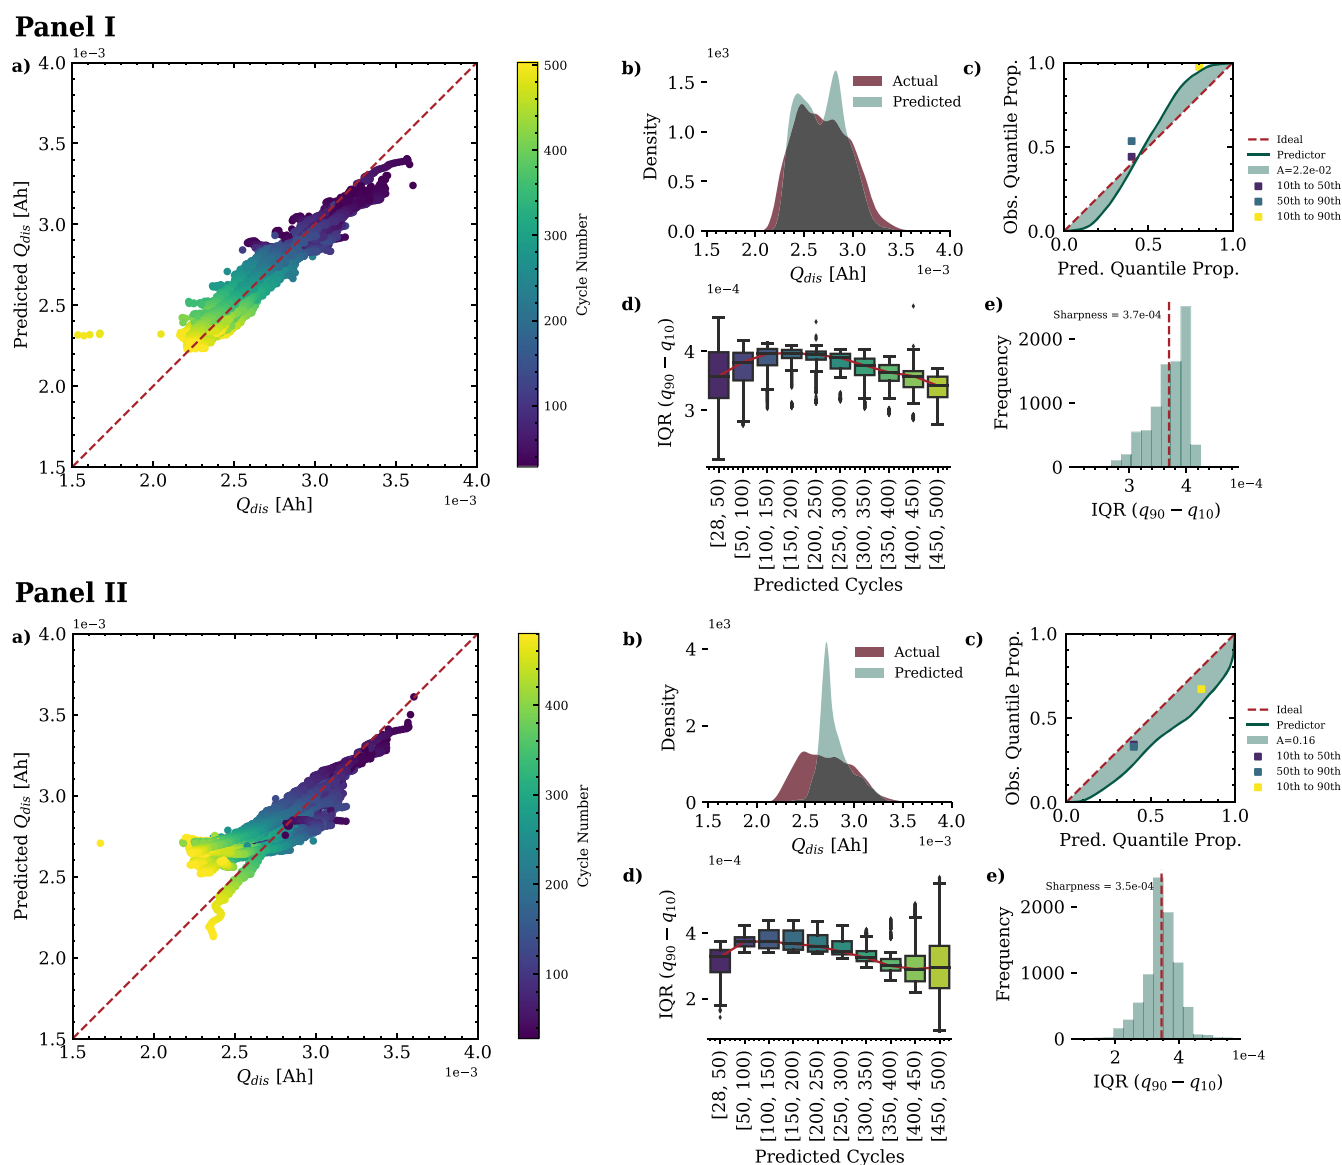 Panel I
a)
1e−3
4.0
3.5
3.0
2.5
2.0
1.5
1.5 2.0 2.5 3.0 3.5 4.0
1e−3
Predicted Q_dis [Ah]
Q_dis [Ah]
500
400
300
200
100
Cycle Number
b)
1e3
1.5
1.0
0.5
0.0
Density
Actual
Predicted
1.5 2.0 2.5 3.0 3.5 4.0
1e−3
Q_dis [Ah]
c)
1.0
0.5
0.0
Obs. Quantile Prop.
0.0 0.5 1.0
Pred. Quantile Prop.
Ideal
Predictor
A=2.2e-02
10th to 50th
50th to 90th
10th to 90th
d)
1e−4
4
3
IQR (q90 − q10)
[28, 50)
[50, 100)
[100, 150)
[150, 200)
[200, 250)
[250, 300)
[300, 350)
[350, 400)
[400, 450)
[450, 500)
Predicted Cycles
e)
Sharpness = 3.7e-04
2000
1000
0
Frequency
3 4
1e−4
IQR (q90 − q10)
Panel II
a)
1e−3
4.0
3.5
3.0
2.5
2.0
1.5
1.5 2.0 2.5 3.0 3.5 4.0
1e−3
Predicted Q_dis [Ah]
Q_dis [Ah]
400
300
200
100
Cycle Number
b)
1e3
4
2
0
Density
Actual
Predicted
1.5 2.0 2.5 3.0 3.5 4.0
1e−3
Q_dis [Ah]
c)
1.0
0.5
0.0
Obs. Quantile Prop.
0.0 0.5 1.0
Pred. Quantile Prop.
Ideal
Predictor
A=0.16
10th to 50th
50th to 90th
10th to 90th
d)
1e−4
4
2
IQR (q90 − q10)
[28, 50)
[50, 100)
[100, 150)
[150, 200)
[200, 250)
[250, 300)
[300, 350)
[350, 400)
[400, 450)
[450, 500)
Predicted Cycles
e)
Sharpness = 3.5e-04
2000
1000
0
Frequency
2 4
1e−4
IQR (q90 − q10)